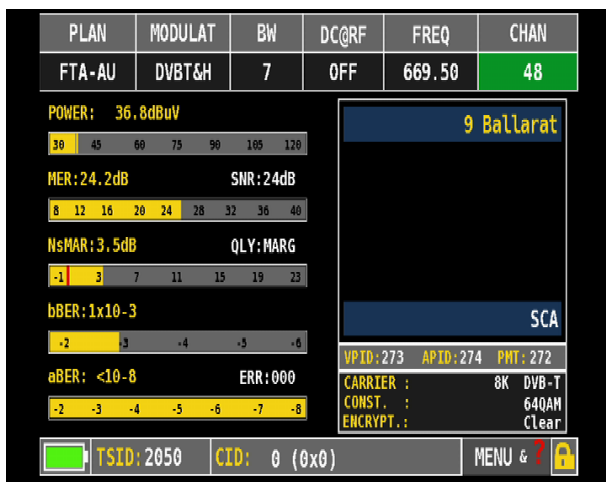 PLAN MODULAT BW DC@RF FREQ CHAN
FTA-AU DVBT&H 7 OFF 669.50 48
POWER: 36.8dBuV
30 45 60 75 90 105 120
MER:24.2dB SNR:24dB
8 12 16 20 24 28 32 36 40
NsMAR:3.5dB QLY:MARG
-1 3 7 11 15 19 23
bBER:1x10-3
-2 -3 -4 -5 -6
aBER: <10-8 ERR:000
-2 -3 -4 -5 -6 -7 -8
9 Ballarat
SCA
VPID:273 APID:274 PMT:272
CARRIER : 8K DVB-T
CONST. : 64QAM
ENCRYPT.: Clear
TSID:2050 CID: 0 (0x0) MENU & ?